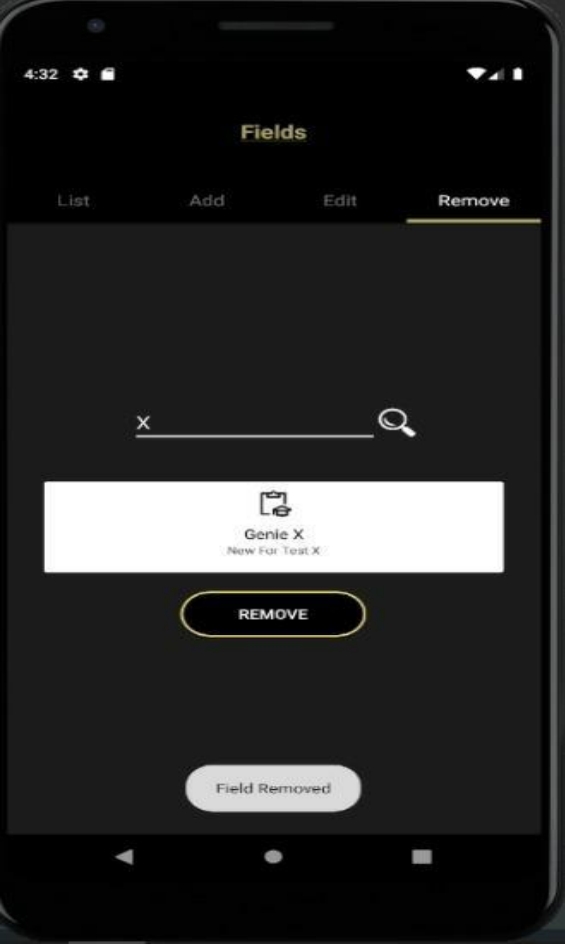 4:32
Fields
List Add Edit Remove
X
Genie X
New For Test X
REMOVE
Field Removed